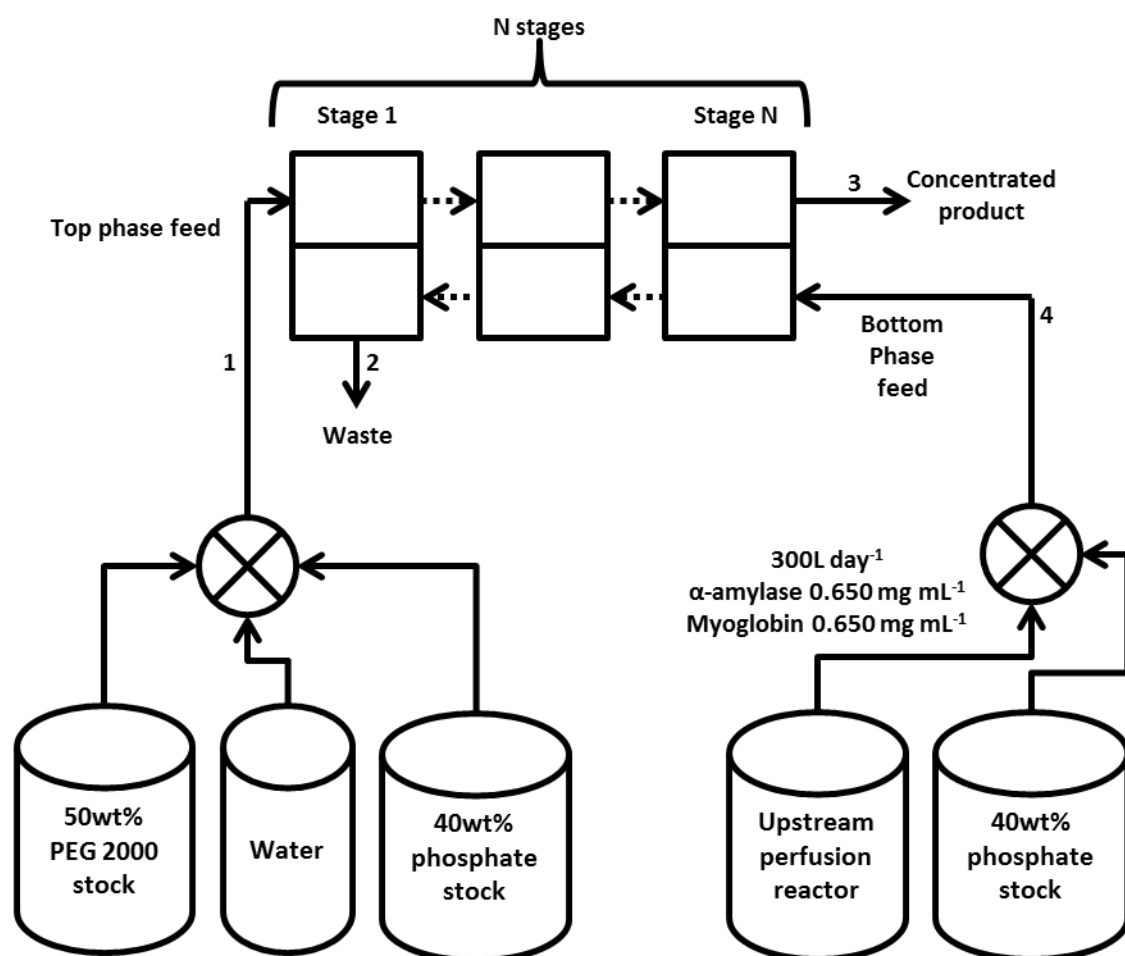 N stages
Stage 1
Stage N
Top phase feed
3
Concentrated
product
1
2
Waste
Bottom
Phase
feed
4
300L day⁻¹
α-amylase 0.650 mg mL⁻¹
Myoglobin 0.650 mg mL⁻¹
50wt%
PEG 2000
stock
Water
40wt%
phosphate
stock
Upstream
perfusion
reactor
40wt%
phosphate
stock